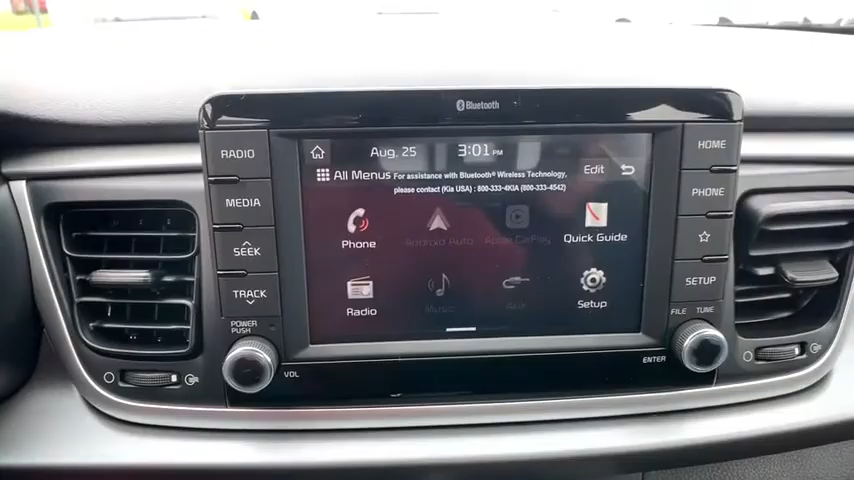 Bluetooth
RADIO
MEDIA
SEEK
TRACK
POWER
PUSH
VOL
Aug. 25 3:01 PM
All Menus
For assistance with Bluetooth® Wireless Technology,
please contact (Kia USA) : 800-333-4KIA (800-333-4542)
Edit
Phone Android Auto Apple CarPlay Quick Guide
Radio Music Aux Setup
HOME
PHONE
SETUP
FILE TUNE
ENTER